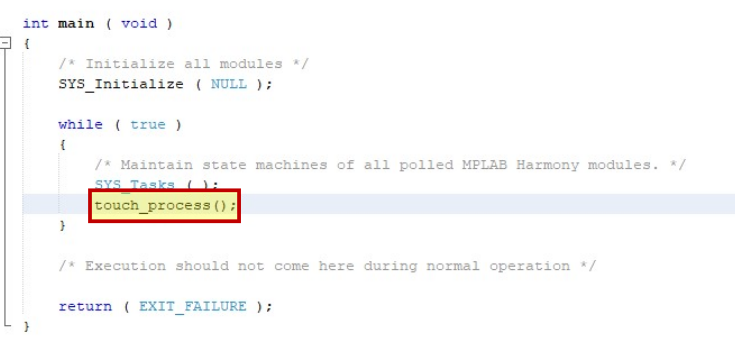 int main ( void )
{
/* Initialize all modules */
SYS_Initialize ( NULL );
while ( true )
{
/* Maintain state machines of all polled MPLAB Harmony modules. */
SYS_Tasks ( );
touch_process();
}
/* Execution should not come here during normal operation */
return ( EXIT_FAILURE );
}